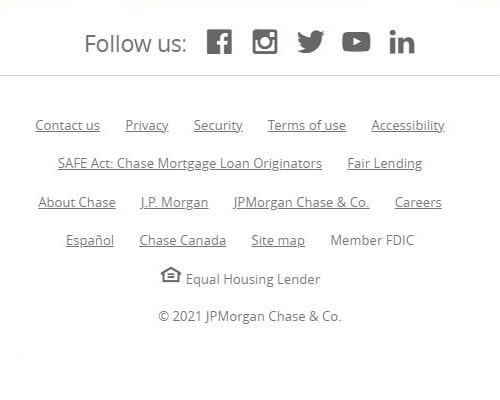 Follow us:
Contact us Privacy Security Terms of use Accessibility
SAFE Act: Chase Mortgage Loan Originators Fair Lending
About Chase J.P. Morgan JPMorgan Chase & Co. Careers
Español Chase Canada Site map Member FDIC
Equal Housing Lender
© 2021 JPMorgan Chase & Co.